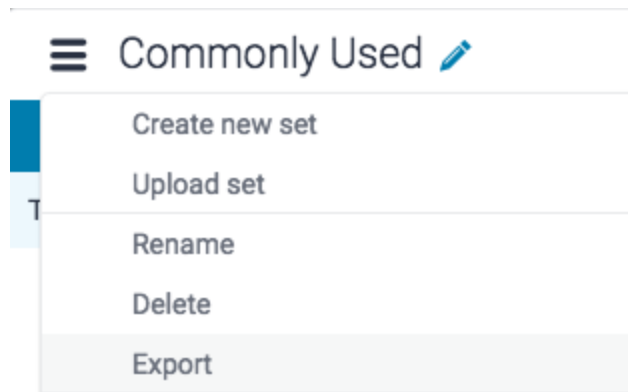 Commonly Used
Create new set
Upload set
T
Rename
Delete
Export